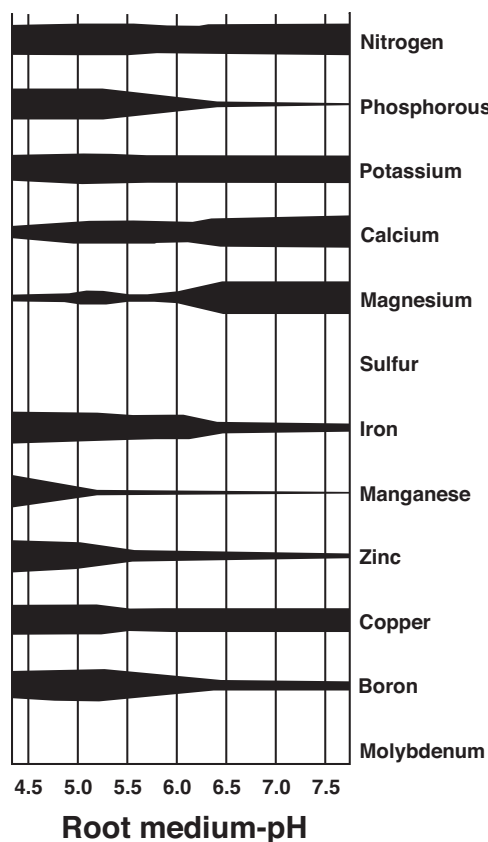 Nitrogen
Phosphorous
Potassium
Calcium
Magnesium
Sulfur
Iron
Manganese
Zinc
Copper
Boron
Molybdenum
4.5 5.0 5.5 6.0 6.5 7.0 7.5
Root medium-pH